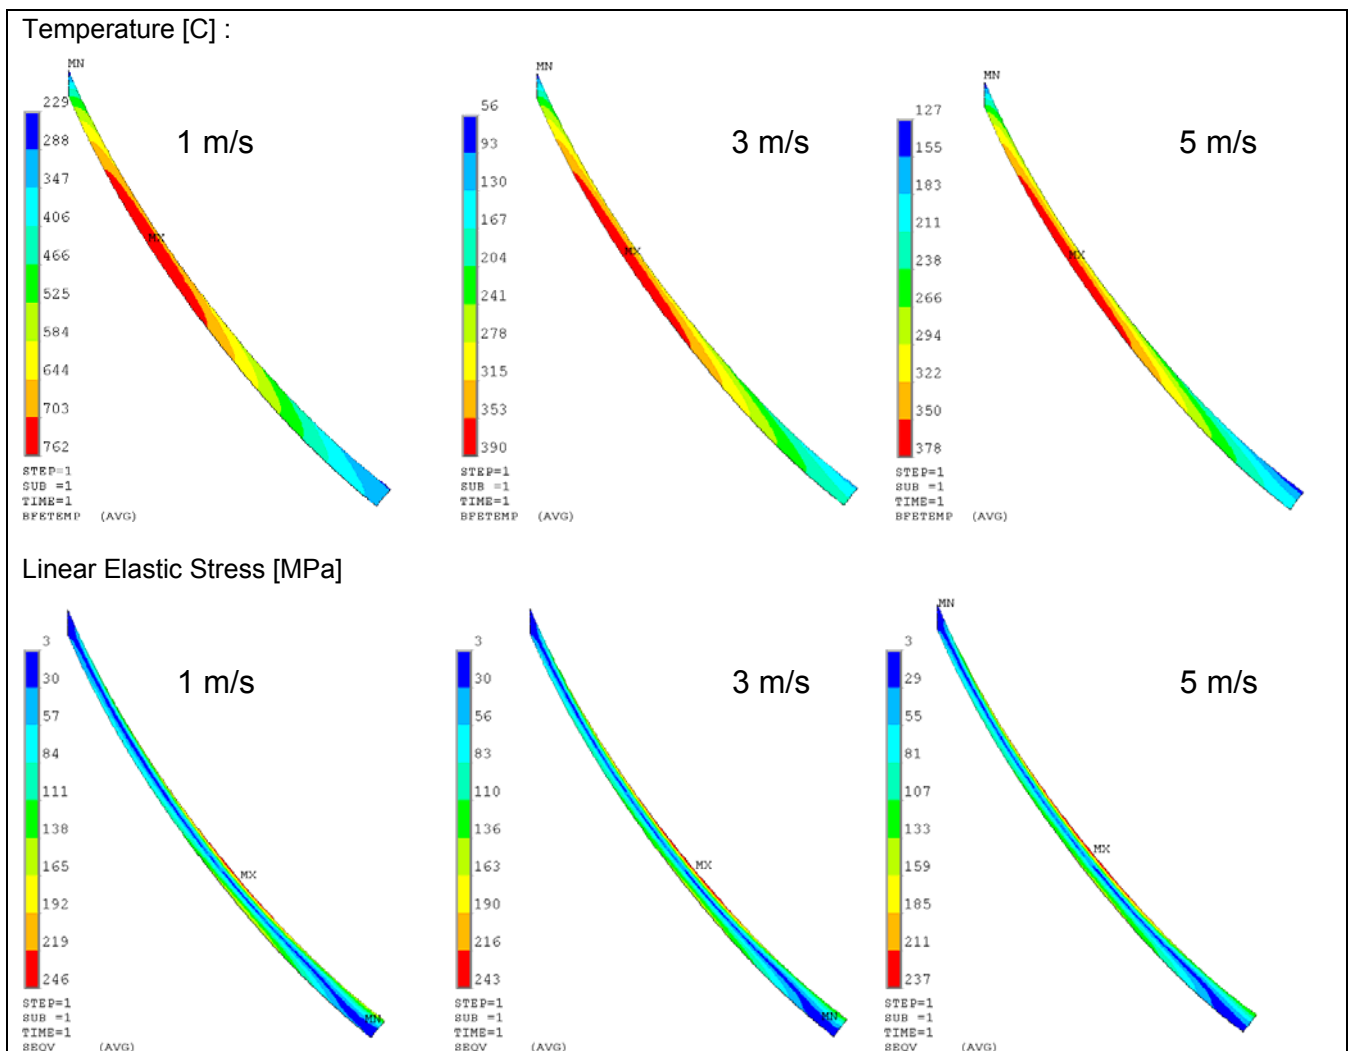 Temperature [C] :
MN
229
288
347
406
466
525
584
644
703
762
1 m/s
MX
STEP=1
SUB =1
TIME=1
BFETEMP (AVG)
MN
56
93
130
167
204
241
278
315
353
390
3 m/s
MX
STEP=1
SUB =1
TIME=1
BFETEMP (AVG)
MN
127
155
183
211
238
266
294
322
350
378
5 m/s
MX
STEP=1
SUB =1
TIME=1
BFETEMP (AVG)
Linear Elastic Stress [MPa]
3
30
57
84
111
138
165
192
219
246
1 m/s
MX
MN
STEP=1
SUB =1
TIME=1
SEQV (AVG)
3
30
56
83
110
136
163
190
216
243
3 m/s
MX
MN
STEP=1
SUB =1
TIME=1
SEQV (AVG)
MN
3
29
55
81
107
133
159
185
211
237
5 m/s
MX
STEP=1
SUB =1
TIME=1
SEQV (AVG)